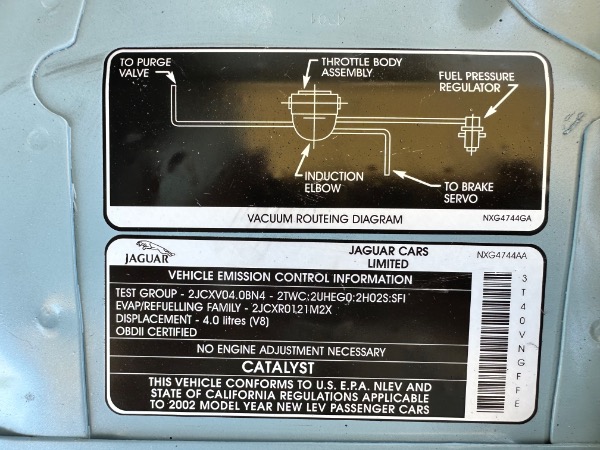 TO PURGE
VALVE
THROTTLE BODY
ASSEMBLY
FUEL PRESSURE
REGULATOR
INDUCTION
ELBOW
TO BRAKE
SERVO
VACUUM ROUTEING DIAGRAM
NXG4744GA
JAGUAR
JAGUAR CARS
LIMITED
NXG4744AA
VEHICLE EMISSION CONTROL INFORMATION
TEST GROUP - 2JCXV04.0BN4 - 2TWC:2UHEGO:2H02S:SFI
EVAP/REFUELLING FAMILY - 2JCXR0121M2X
DISPLACEMENT - 4.0 litres (V8)
OBDII CERTIFIED
NO ENGINE ADJUSTMENT NECESSARY
CATALYST
THIS VEHICLE CONFORMS TO U.S. E.P.A. NLEV AND
STATE OF CALIFORNIA REGULATIONS APPLICABLE
TO 2002 MODEL YEAR NEW LEV PASSENGER CARS
3T40VNGFFE